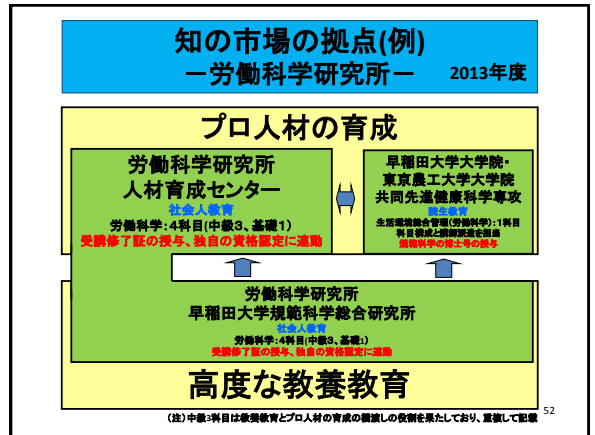 知の市場の拠点(例)
－労働科学研究所－ 2013年度
プロ人材の育成
労働科学研究所
人材育成センター
社会人教育
労働科学：4科目(中級3、基礎1)
受講修了証の授与、独自の資格認定に連動
早稲田大学大学院・
東京農工大学大学院
共同先進健康科学専攻
院生教育
生活環境総合管理(労働科学)：1科目
科目構成と講師派遣を担当
規範科学の博士号の授与
労働科学研究所
早稲田大学規範科学総合研究所
社会人教育
労働科学：4科目(中級3、基礎1)
受講修了証の授与、独自の資格認定に連動
高度な教養教育
(注)中級3科目は教養教育とプロ人材の育成の橋渡しの役割を果たしており、重複して記載
52